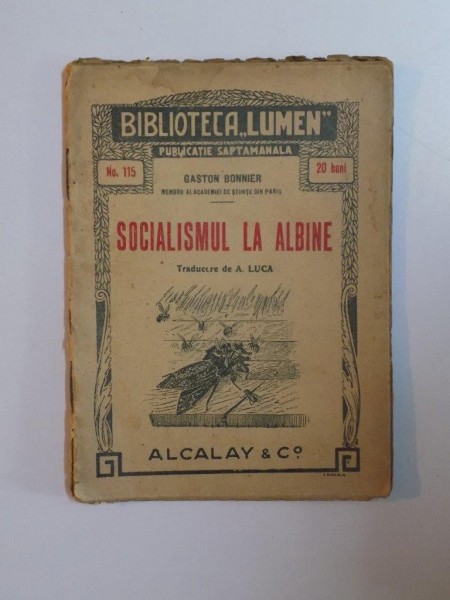 BIBLIOTECA „LUMEN”
PUBLICAȚIE SAPTAMANALA
No. 115
20 bani
GASTON BONNIER
MEMBRU AL ACADEMIEI DE ȘTIINȚE DIN PARIS
SOCIALISMUL LA ALBINE
Traducere de A. LUCA
ALCALAY & Cº